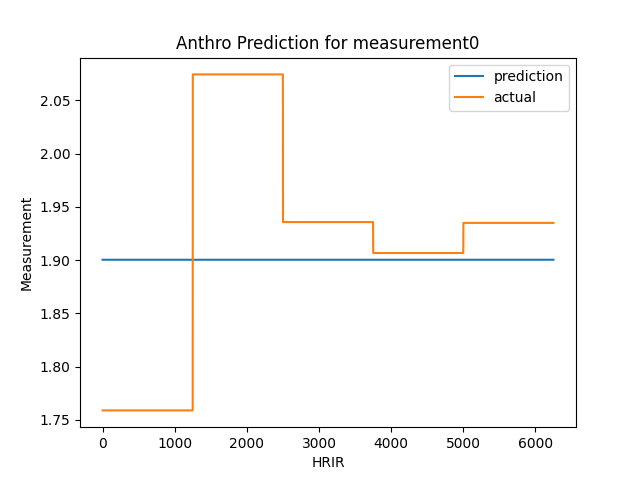 Anthro Prediction for measurement0
prediction
actual
Measurement
2.05
2.00
1.95
1.90
1.85
1.80
1.75
0 1000 2000 3000 4000 5000 6000
HRIR